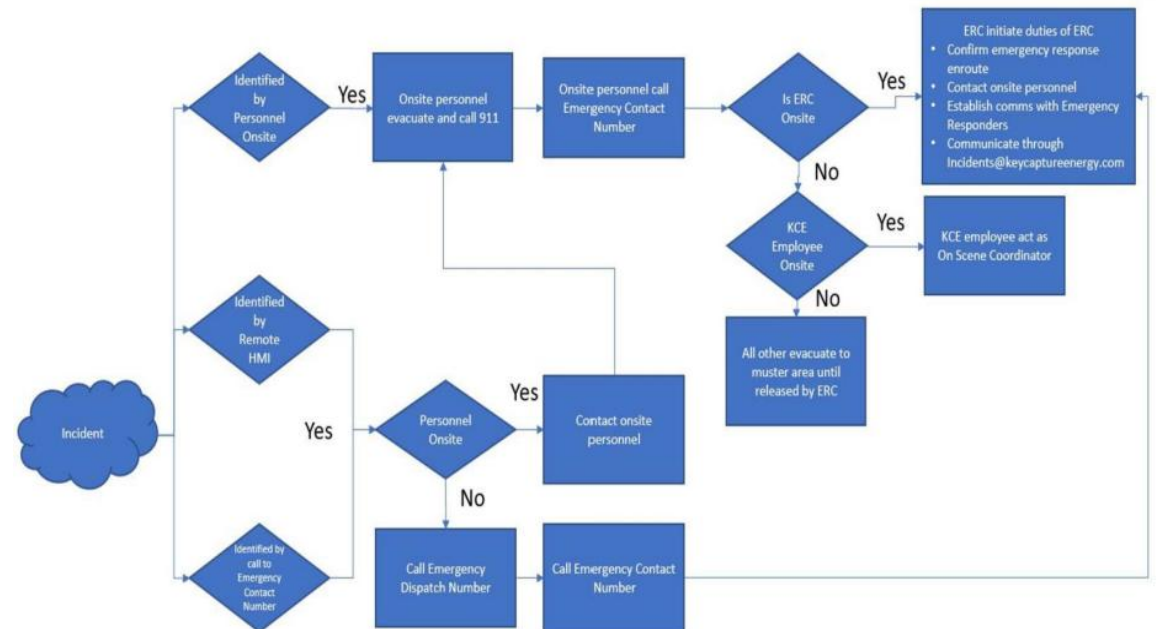 Identified
by
Personnel
Onsite
Yes
Onsite personnel
evacuate and call 911
Onsite personnel call
Emergency Contact
Number
Is ERC
Onsite
Yes
ERC initiate duties of ERC
• Confirm emergency response
enroute
• Contact onsite personnel
• Establish comms with Emergency
Responders
• Communicate through
Incidents@keycaptureenergy.com
No
KCE
Employee
Onsite
Yes
KCE employee act as
On Scene Coordinator
No
All other evacuate to
muster area until
released by ERC
Identified
by
Remote
HMI
Incident
Yes
Personnel
Onsite
Yes
Contact onsite
personnel
No
Identified by
call to
Emergency
Contact
Number
Call Emergency
Dispatch Number
Call Emergency Contact
Number